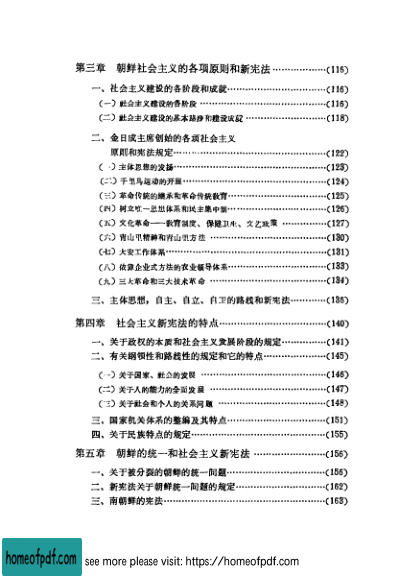 第三章 朝鲜社会主义的各项原则和新宪法 ………………(116)
一、社会主义建设的各阶段和成就 ………………(116)
(一) 社会主义建设的各阶段 ………………(116)
(二) 社会主义建设的基本路线和建设成就 ………………(118)
二、金日成主席创始的各项社会主义
原则和宪法规定 ………………(122)
(一) 主体思想的发扬 ………………(123)
(二) 千里马运动的开展 ………………(124)
(三) 革命传统的继承和革命传统教育 ………………(125)
(四) 树立唯一思想体系和民主集中制 ………………(126)
(五) 文化革命——教育制度、保健卫生、文艺政策 ………………(127)
(六) 青山里精神和青山里方法 ………………(130)
(七) 大安工作体系 ………………(131)
(八) 依靠企业式方法的农业领导体系 ………………(133)
(九) 三大革命和三大技术革命 ………………(134)
三、主体思想，自主、自立、自卫的路线和新宪法 ………………(136)
第四章 社会主义新宪法的特点 ………………(140)
一、关于政权的本质和社会主义发展阶段的规定 ………………(141)
二、有关纲领性和路线性的规定和它的特点 ………………(145)
(一) 关于国家、社会的发展 ………………(146)
(二) 关于人的能力的全面发展 ………………(147)
(三) 关于社会和个人的关系问题 ………………(148)
三、国家机关体系的整编及其特点 ………………(151)
四、关于民族特点的规定 ………………(155)
第五章 朝鲜的统一和社会主义新宪法 ………………(156)
一、关于被分裂的朝鲜的统一问题 ………………(156)
二、新宪法关于朝鲜统一问题的规定 ………………(162)
三、南朝鲜的宪法 ………………(163)
homeofpdf.com see more please visit: https://homeofpdf.com